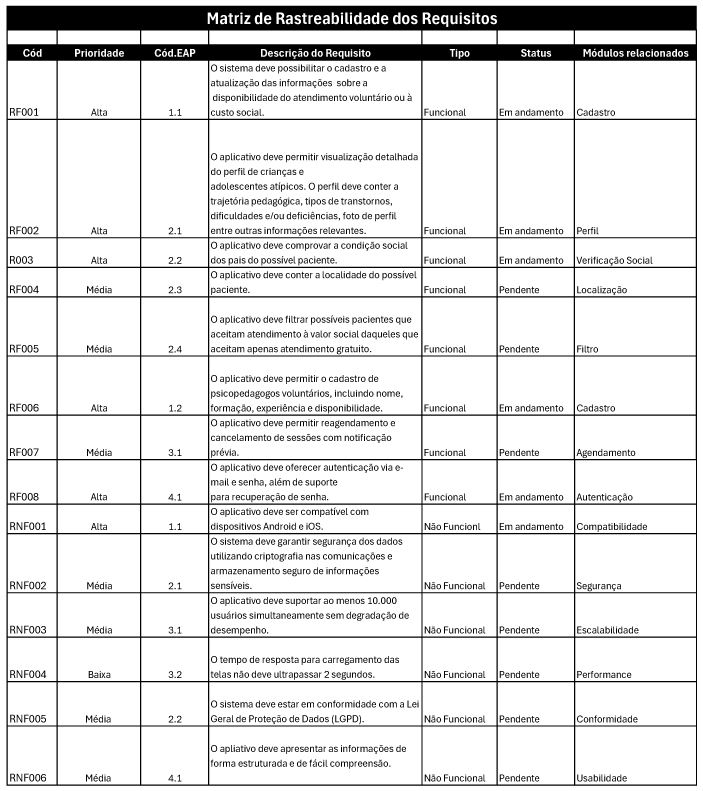 Matriz de Rastreabilidade dos Requisitos
Cód Prioridade Cód.EAP Descrição do Requisito Tipo Status Módulos relacionados
O sistema deve possibilitar o cadastro e a
atualização das informações sobre a
disponibilidade do atendimento voluntário ou à
RF001 Alta 1.1 custo social. Funcional Em andamento Cadastro
O aplicativo deve permitir visualização detalhada
do perfil de crianças e
adolescentes atípicos. O perfil deve conter a
trajetória pedagógica, tipos de transtornos,
dificuldades e/ou deficiências, foto de perfil
RF002 Alta 2.1 entre outras informações relevantes. Funcional Em andamento Perfil
O aplicativo deve comprovar a condição social
R003 Alta 2.2 dos pais do possível paciente. Funcional Em andamento Verificação Social
O aplicativo deve conter a localidade do possível
RF004 Média 2.3 paciente. Funcional Pendente Localização
O aplicativo deve filtrar possíveis pacientes que
aceitam atendimento à valor social daqueles que
RF005 Média 2.4 aceitam apenas atendimento gratuito. Funcional Pendente Filtro
O aplicativo deve permitir o cadastro de
psicopedagogos voluntários, incluindo nome,
RF006 Alta 1.2 formação, experiência e disponibilidade. Funcional Em andamento Cadastro
O aplicativo deve permitir reagendamento e
cancelamento de sessões com notificação
RF007 Média 3.1 prévia. Funcional Pendente Agendamento
O aplicativo deve oferecer autenticação via e-
mail e senha, além de suporte
RF008 Alta 4.1 para recuperação de senha. Funcional Em andamento Autenticação
O aplicativo deve ser compatível com
RNF001 Alta 1.1 dispositivos Android e iOS. Não Funcionl Em andamento Compatibilidade
O sistema deve garantir segurança dos dados
utilizando criptografia nas comunicações e
armazenamento seguro de informações
RNF002 Média 2.1 sensíveis. Não Funcional Pendente Segurança
O aplicativo deve suportar ao menos 10.000
usuários simultaneamente sem degradação de
RNF003 Média 3.1 desempenho. Não Funcional Pendente Escalabilidade
O tempo de resposta para carregamento das
RNF004 Baixa 3.2 telas não deve ultrapassar 2 segundos. Não Funcional Pendente Performance
O sistema deve estar em conformidade com a Lei
RNF005 Média 2.2 Geral de Proteção de Dados (LGPD). Não Funcional Pendente Conformidade
O apliativo deve apresentar as informações de
forma estruturada e de fácil compreensão.
RNF006 Média 4.1 Não Funcional Pendente Usabilidade